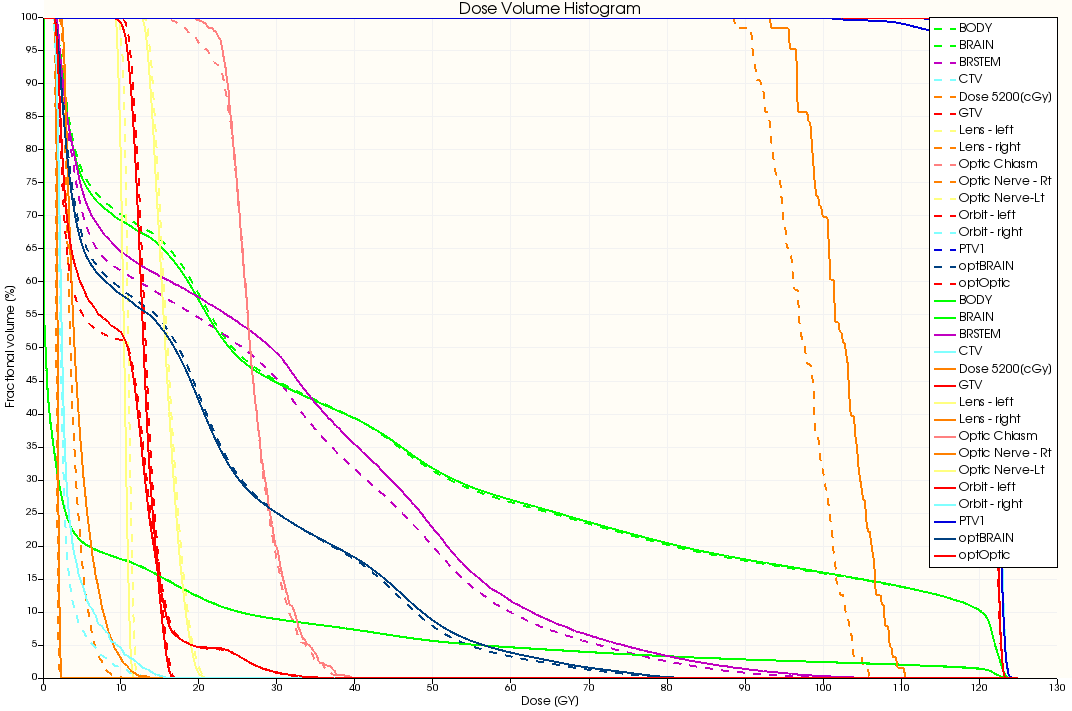 Dose Volume Histogram
100
95
90
85
80
75
70
65
60
55
50
45
40
35
30
25
20
15
10
5
0
Fractional volume (%)
0 10 20 30 40 50 60 70 80 90 100 110 120 130
Dose (GY)
BODY
BRAIN
BRSTEM
CTV
Dose 5200[cGy]
GTV
Lens - left
Lens - right
Optic Chiasm
Optic Nerve - Rt
Optic Nerve-Lt
Orbit - left
Orbit - right
PTV1
optBRAIN
optOptic
BODY
BRAIN
BRSTEM
CTV
Dose 5200[cGy]
GTV
Lens - left
Lens - right
Optic Chiasm
Optic Nerve - Rt
Optic Nerve-Lt
Orbit - left
Orbit - right
PTV1
optBRAIN
optOptic